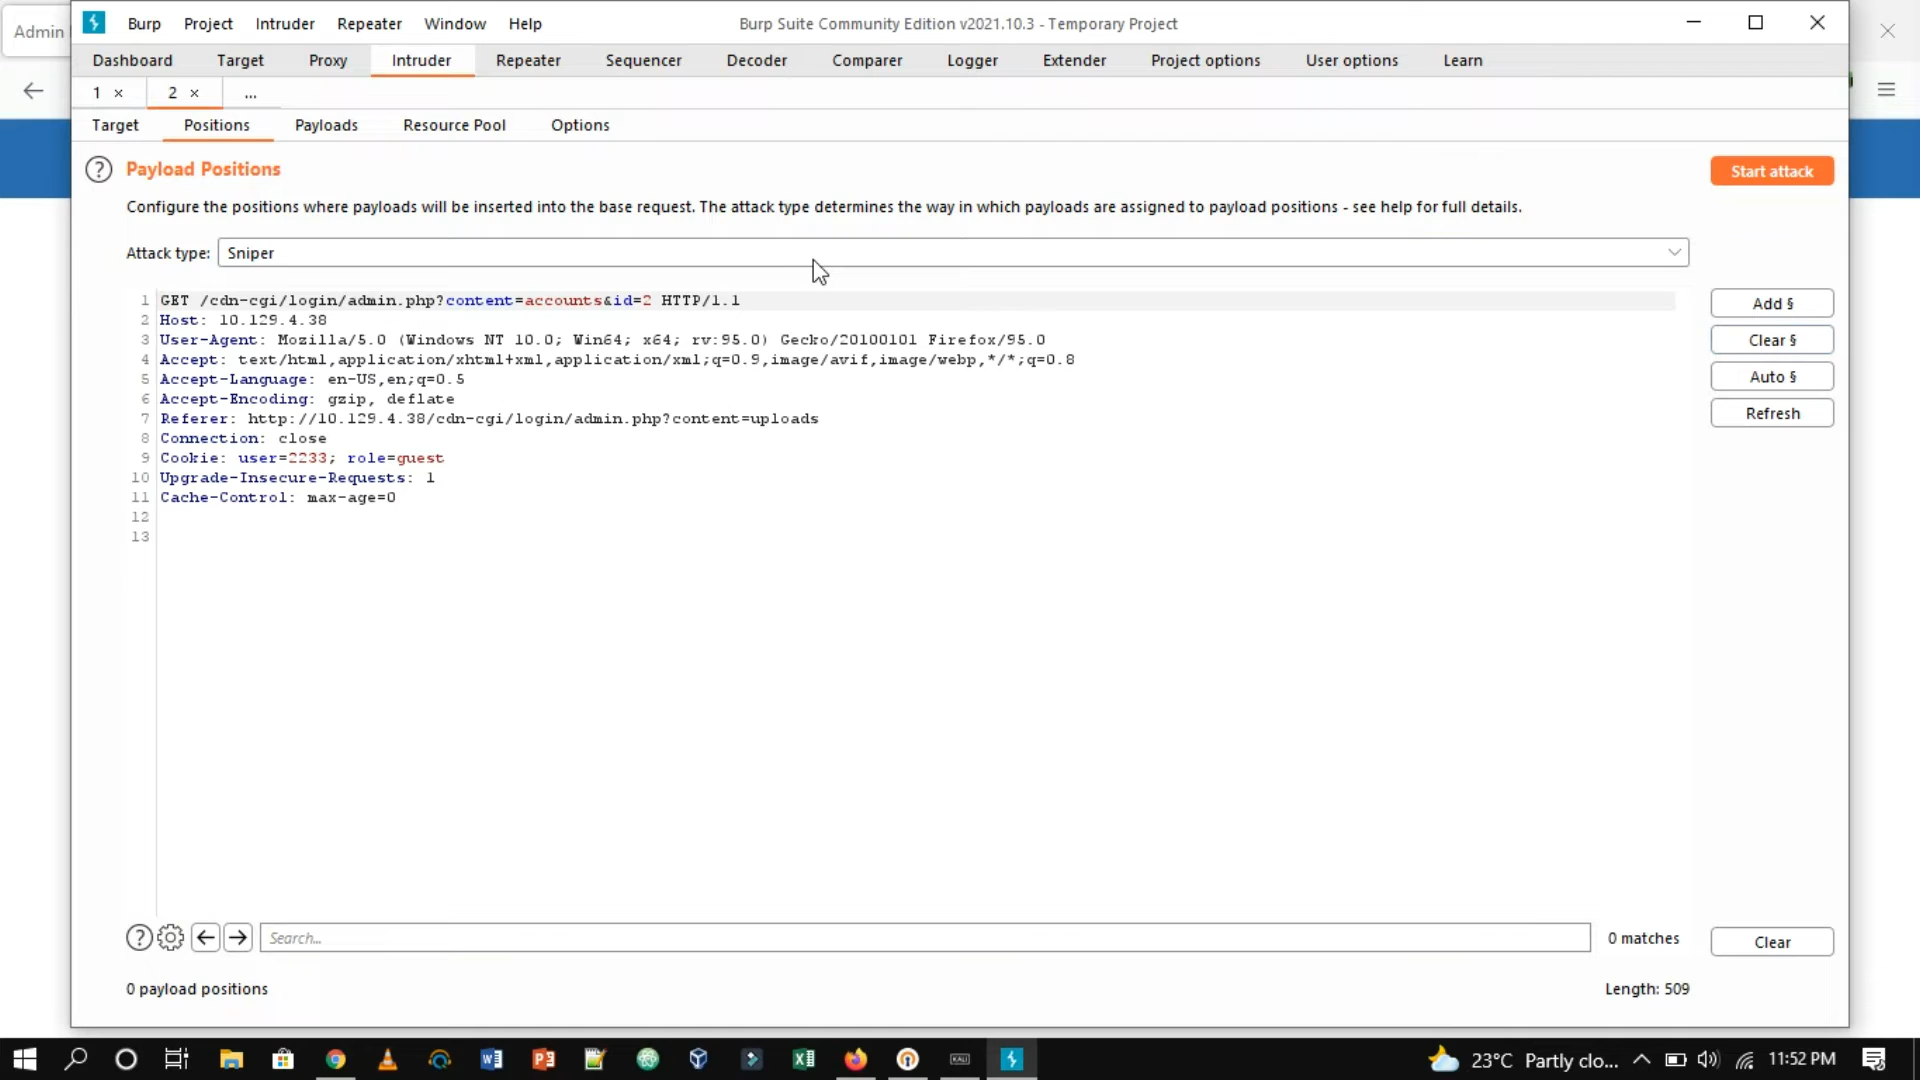 Admin
Burp Project Intruder Repeater Window Help Burp Suite Community Edition v2021.10.3 - Temporary Project
Dashboard Target Proxy Intruder Repeater Sequencer Decoder Comparer Logger Extender Project options User options Learn
1 × 2 × ...
Target Positions Payloads Resource Pool Options
? Payload Positions Start attack
Configure the positions where payloads will be inserted into the base request. The attack type determines the way in which payloads are assigned to payload positions - see help for full details.
Attack type: Sniper
1 GET /cdn-cgi/login/admin.php?content=accounts&id=2 HTTP/1.1
2 Host: 10.129.4.38
3 User-Agent: Mozilla/5.0 (Windows NT 10.0; Win64; x64; rv:95.0) Gecko/20100101 Firefox/95.0
4 Accept: text/html,application/xhtml+xml,application/xml;q=0.9,image/avif,image/webp,*/*;q=0.8
5 Accept-Language: en-US,en;q=0.5
6 Accept-Encoding: gzip, deflate
7 Referer: http://10.129.4.38/cdn-cgi/login/admin.php?content=uploads
8 Connection: close
9 Cookie: user=2233; role=guest
10 Upgrade-Insecure-Requests: 1
11 Cache-Control: max-age=0
12
13
Add §
Clear §
Auto §
Refresh
? Search... 0 matches Clear
0 payload positions Length: 509
KALI 23°C Partly clo... 11:52 PM